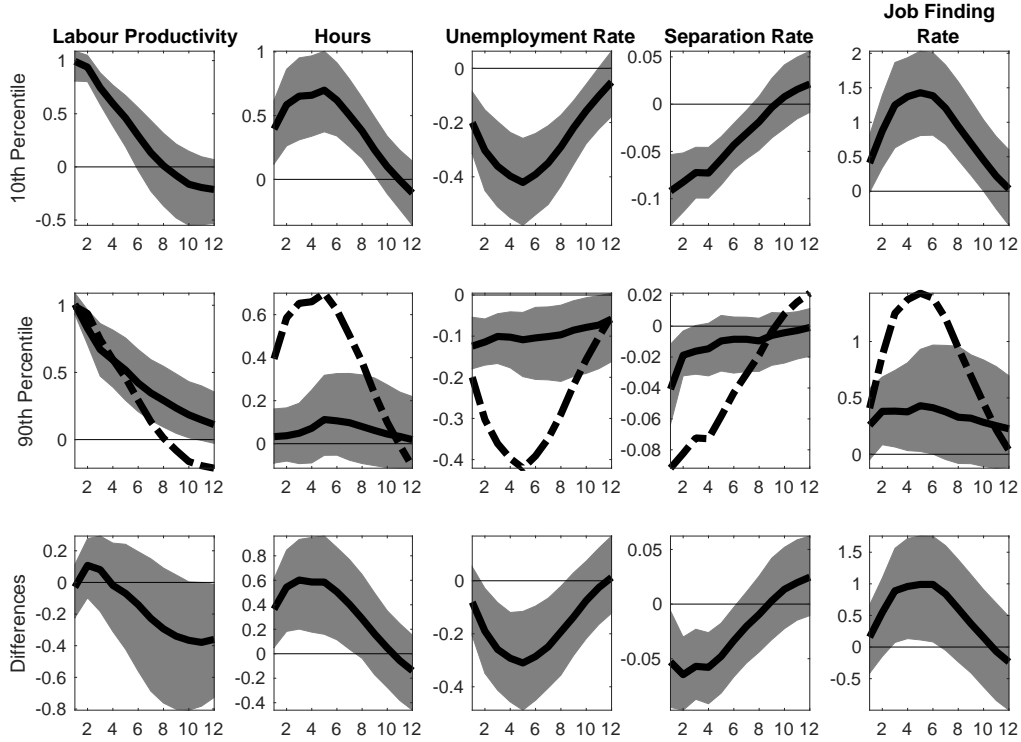 Labour Productivity
Hours
Unemployment Rate
Separation Rate
Job Finding
Rate
10th Percentile
1
0.5
0
-0.5
2 4 6 8 10 12
1
0.5
0
2 4 6 8 10 12
0
-0.2
-0.4
2 4 6 8 10 12
0.05
0
-0.05
-0.1
2 4 6 8 10 12
2
1.5
1
0.5
0
2 4 6 8 10 12
90th Percentile
1
0.5
0
2 4 6 8 10 12
0.6
0.4
0.2
0
2 4 6 8 10 12
0
-0.1
-0.2
-0.3
-0.4
2 4 6 8 10 12
0.02
0
-0.02
-0.04
-0.06
-0.08
2 4 6 8 10 12
1
0.5
0
2 4 6 8 10 12
Differences
0.2
0
-0.2
-0.4
-0.6
-0.8
2 4 6 8 10 12
0.8
0.6
0.4
0.2
0
-0.2
-0.4
2 4 6 8 10 12
0
-0.2
-0.4
2 4 6 8 10 12
0.05
0
-0.05
2 4 6 8 10 12
1.5
1
0.5
0
-0.5
2 4 6 8 10 12